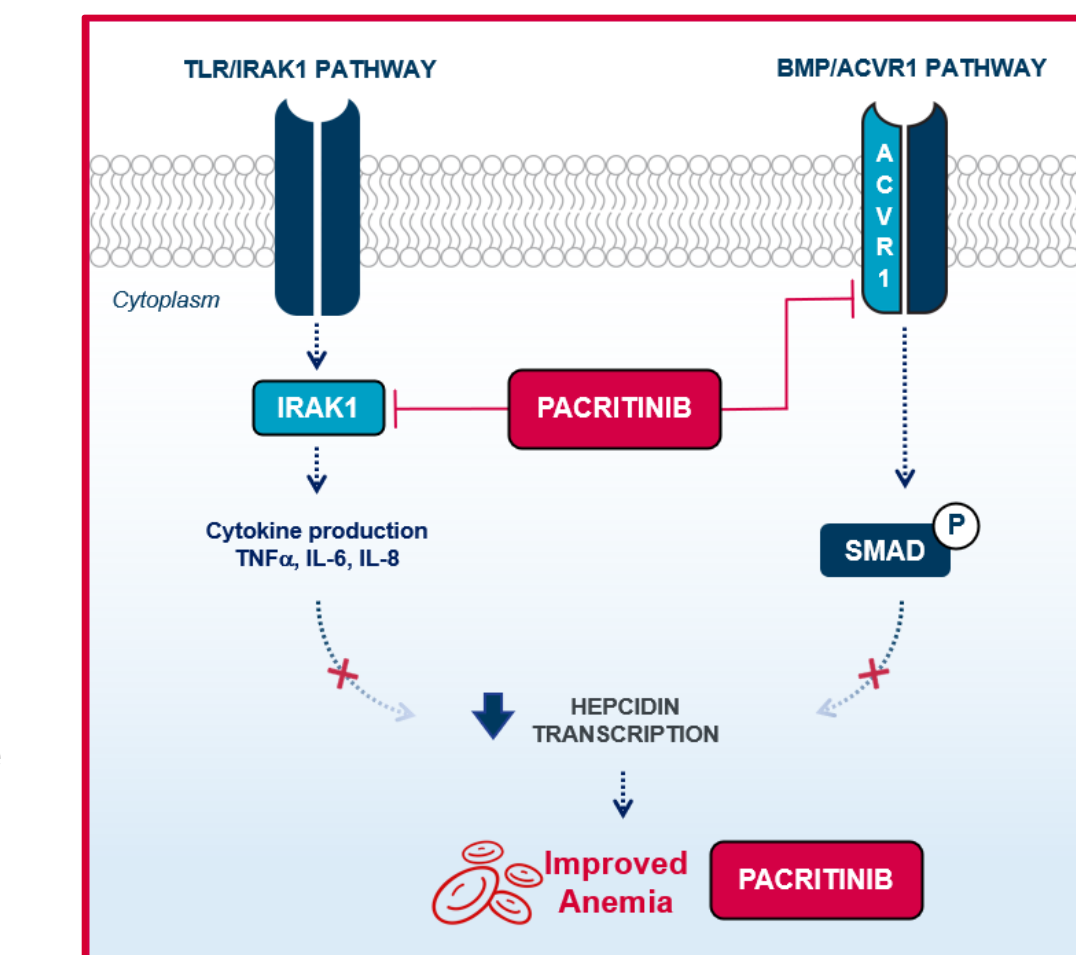 TLR/IRAK1 PATHWAY
BMP/ACVR1 PATHWAY
A
C
V
R
1
Cytoplasm
IRAK1
PACRITINIB
Cytokine production
TNFα, IL-6, IL-8
P
SMAD
HEPCIDIN
TRANSCRIPTION
Improved
Anemia
PACRITINIB